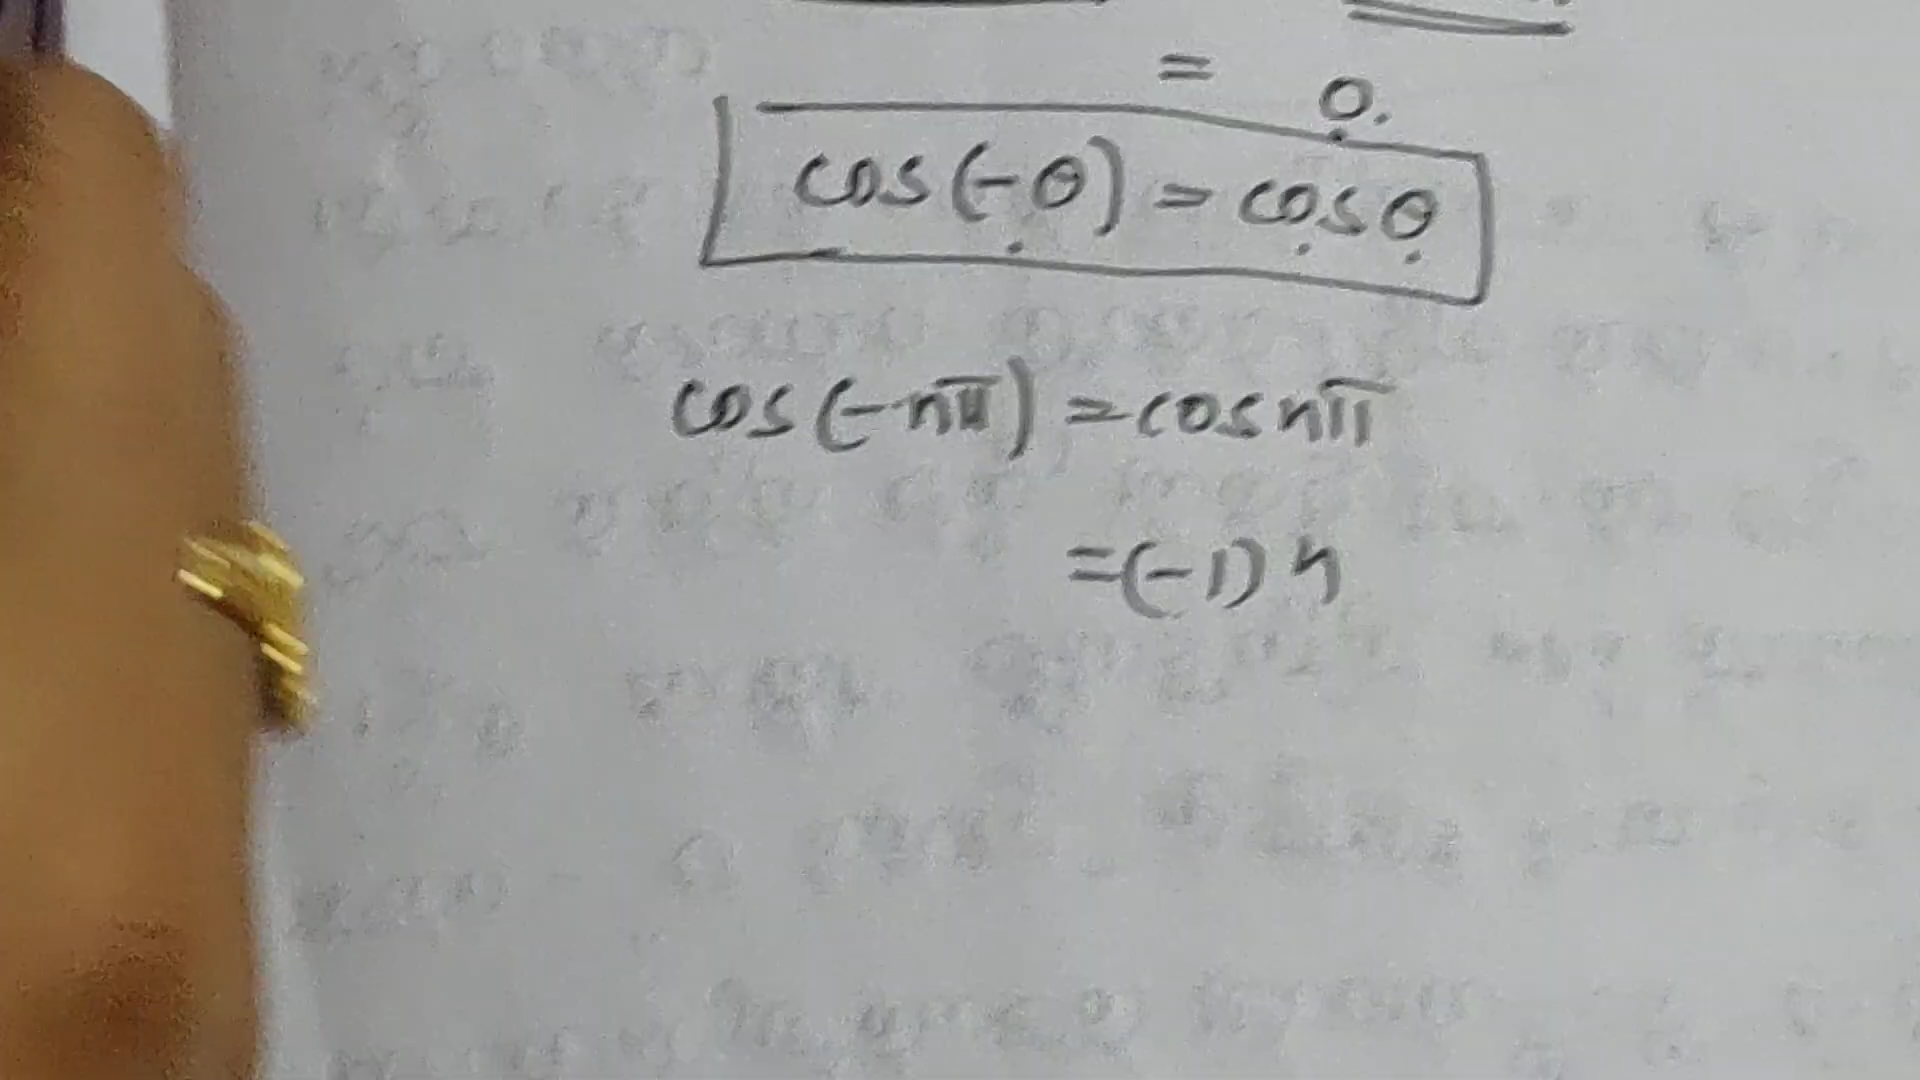 = 0.
cos(-θ) = cosθ
cos(-nπ) = cosnπ
=(-1)n